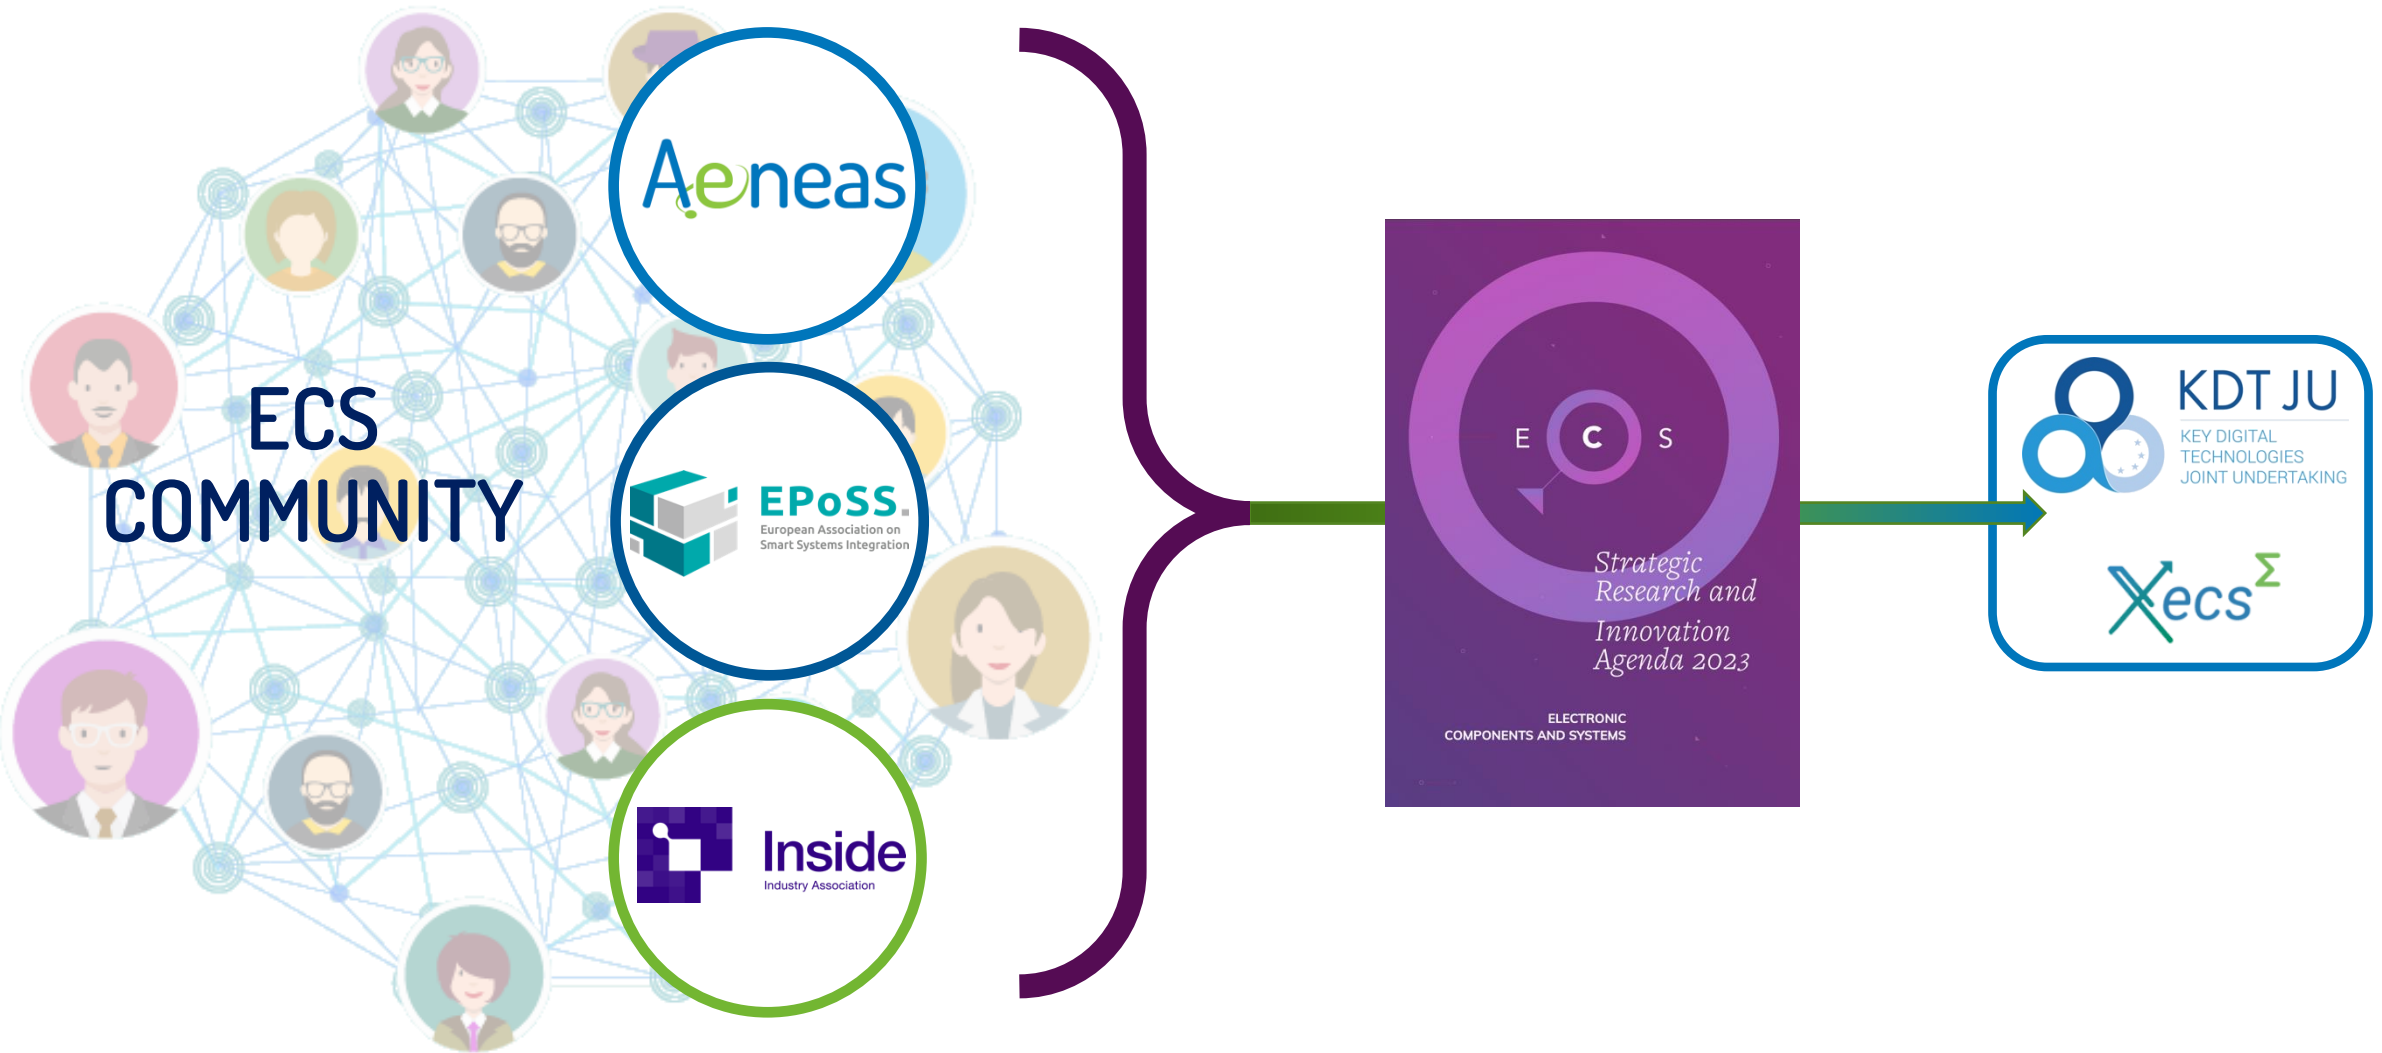 ECS
COMMUNITY
Aeneas
EPoSS.
European Association on
Smart Systems Integration
Inside
Industry Association
E C S
Strategic
Research and
Innovation
Agenda 2023
ELECTRONIC
COMPONENTS AND SYSTEMS
KDT JU
KEY DIGITAL
TECHNOLOGIES
JOINT UNDERTAKING
Xecs Σ